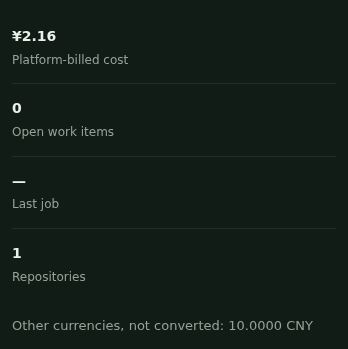 ¥2.16
Platform-billed cost
0
Open work items
—
Last job
1
Repositories
Other currencies, not converted: 10.0000 CNY